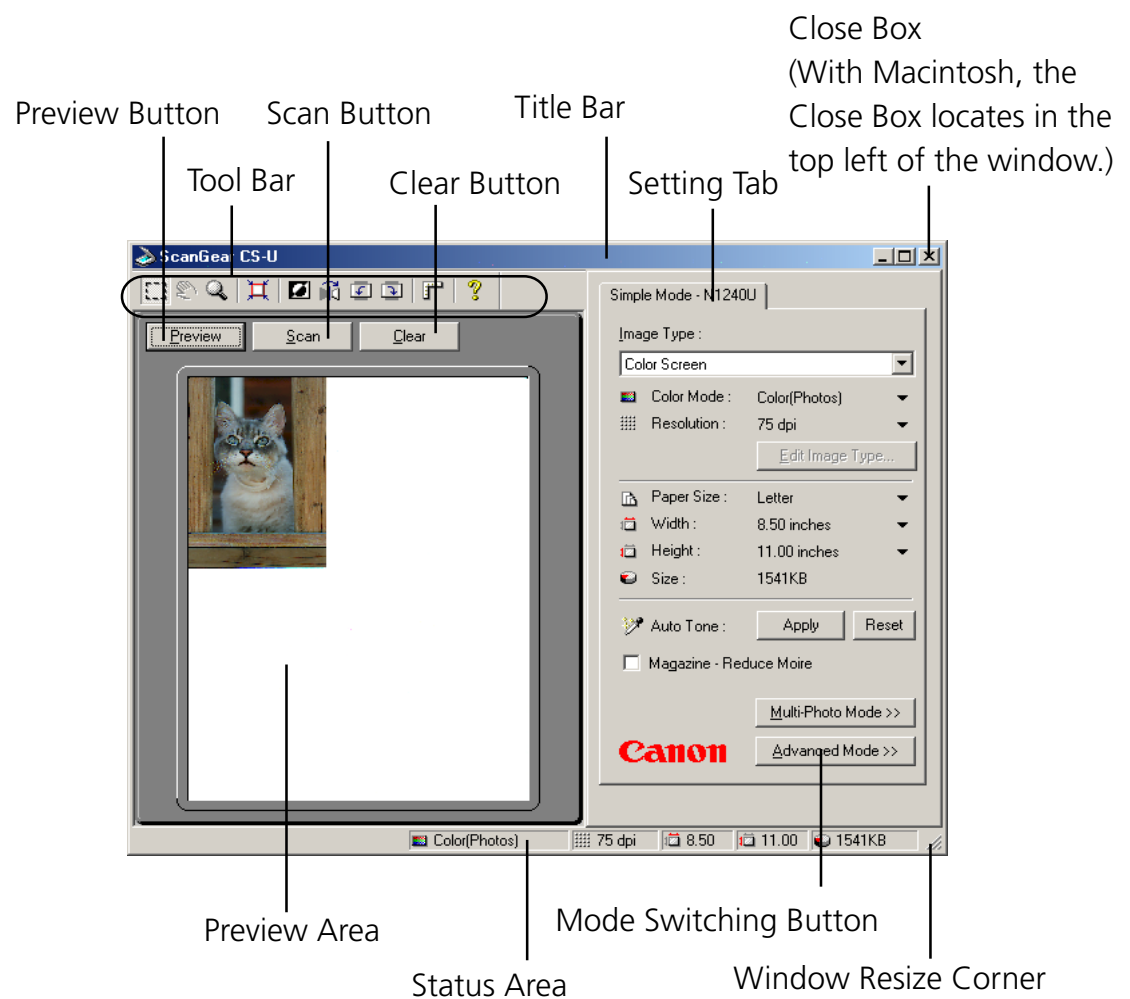 Close Box
(With Macintosh, the
Close Box locates in the
top left of the window.)
Preview Button
Scan Button
Title Bar
Tool Bar
Clear Button
Setting Tab
ScanGear CS-U
Simple Mode - N1240U
Preview
Scan
Clear
Image Type :
Color Screen
Color Mode : Color(Photos)
Resolution : 75 dpi
Edit Image Type...
Paper Size : Letter
Width : 8.50 inches
Height : 11.00 inches
Size : 1541KB
Auto Tone : Apply Reset
Magazine - Reduce Moire
Multi-Photo Mode >>
Canon
Advanced Mode >>
Color(Photos) 75 dpi 8.50 11.00 1541KB
Preview Area
Mode Switching Button
Status Area
Window Resize Corner